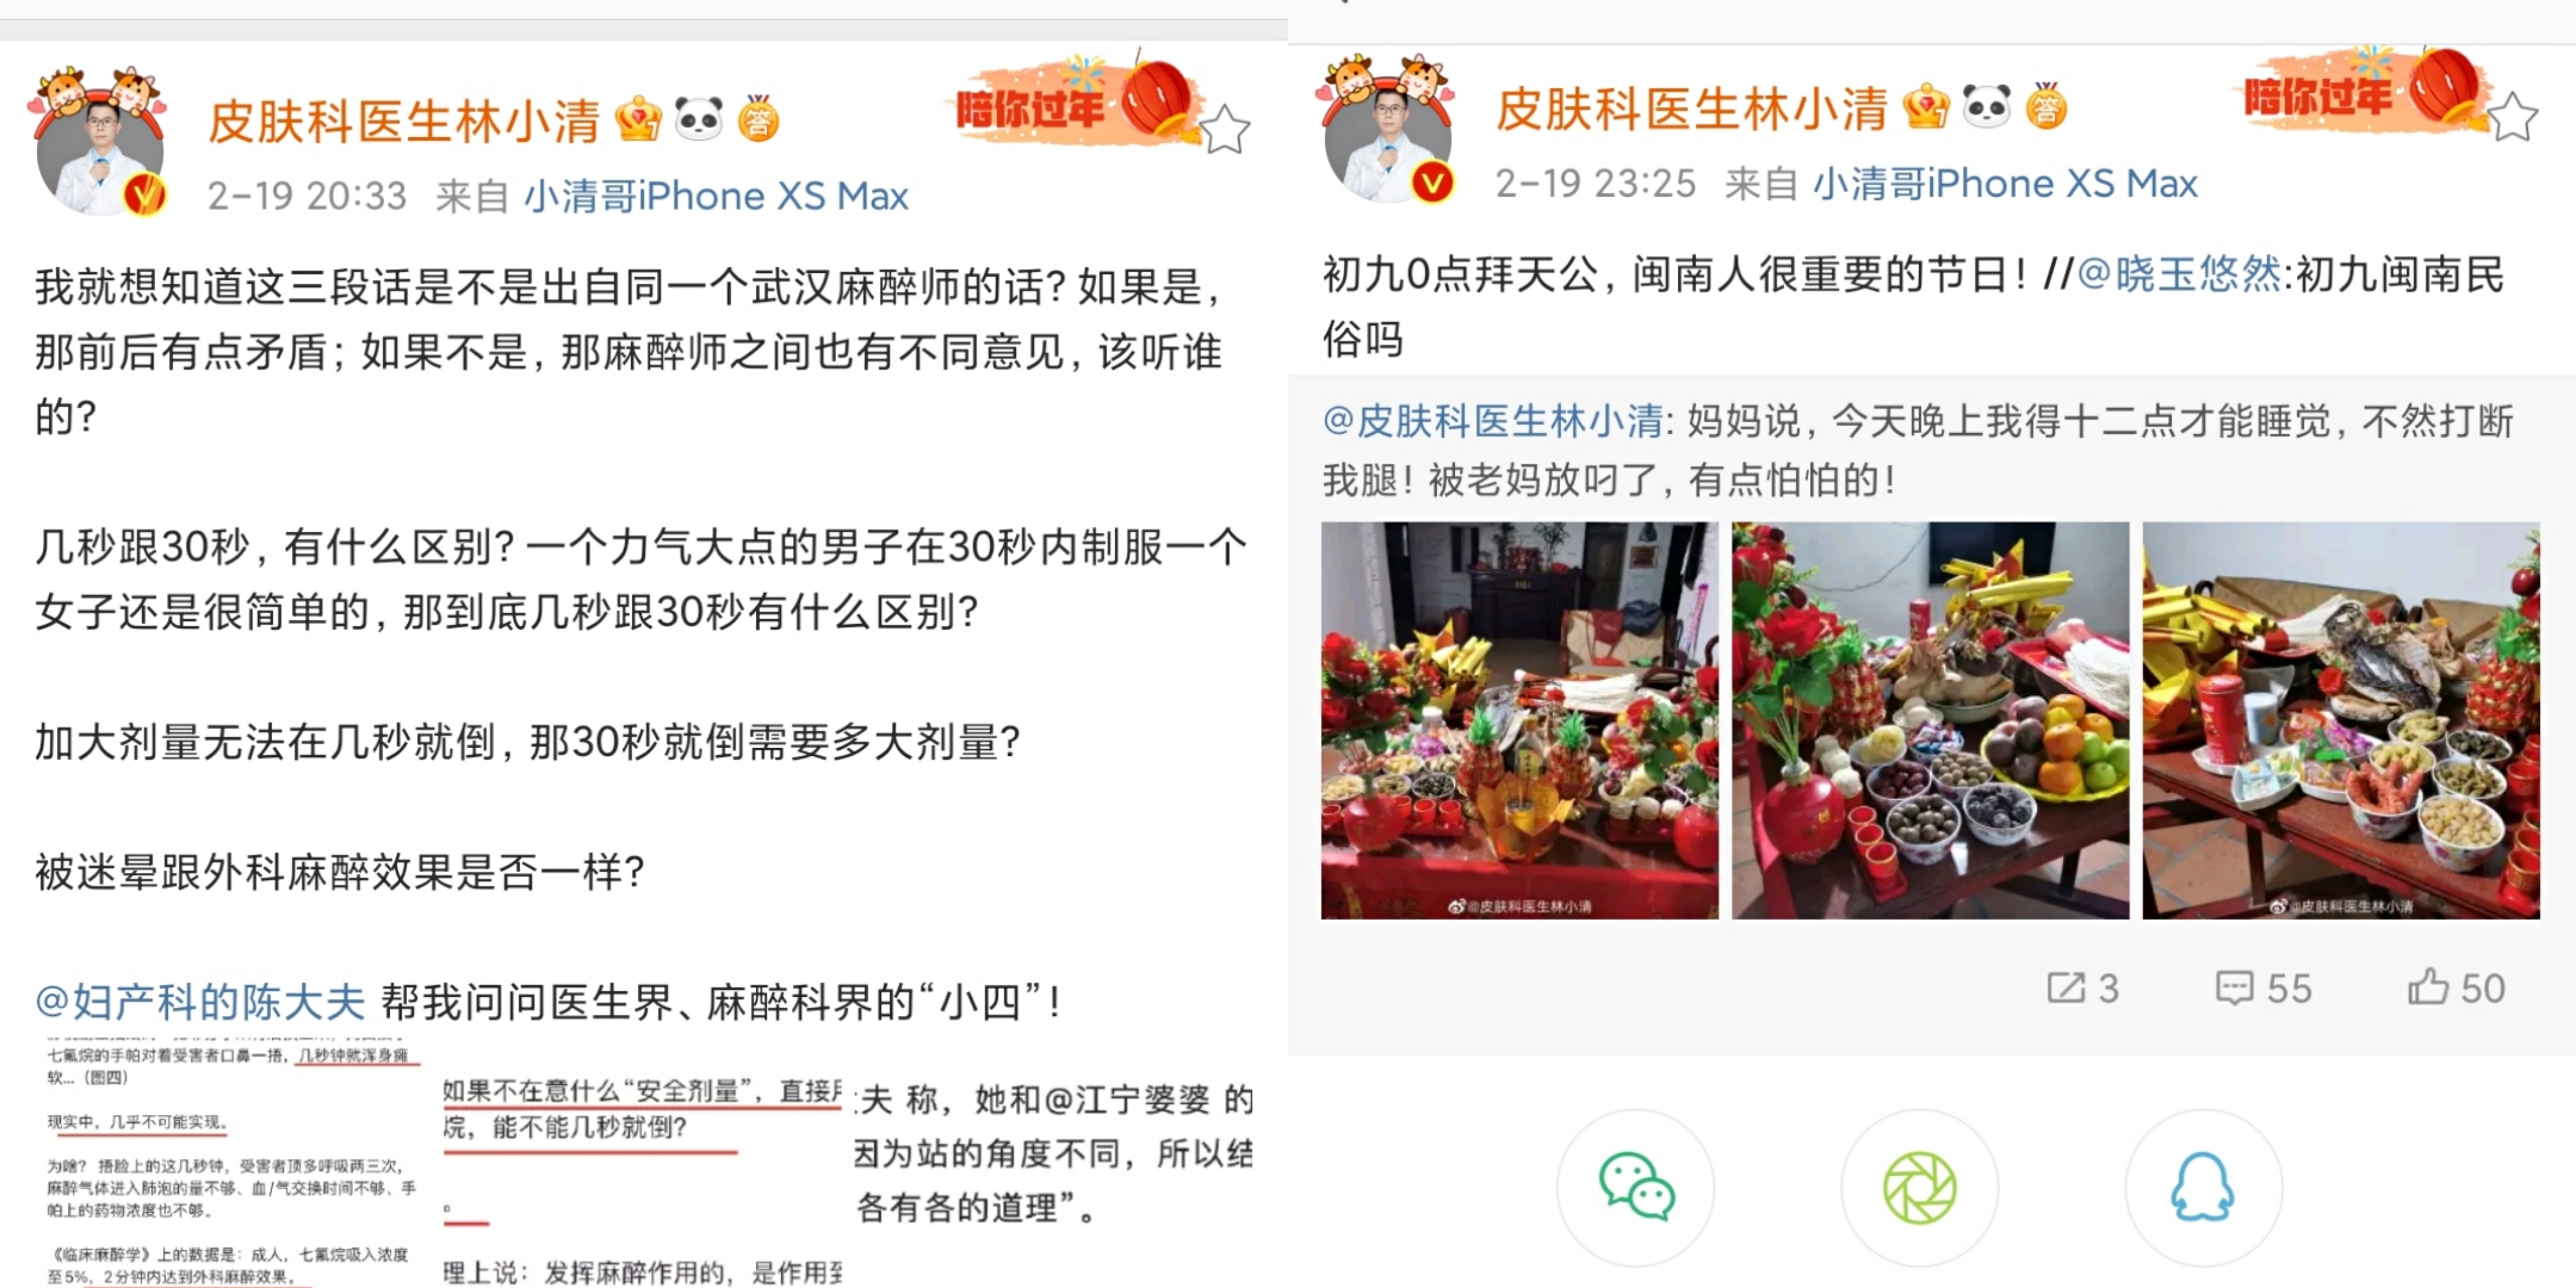 皮肤科医生林小清
答
陪你过年
2-19 20:33 来自 小清哥iPhone XS Max
我就想知道这三段话是不是出自同一个武汉麻醉师的话？如果是，
那前后有点矛盾；如果不是，那麻醉师之间也有不同意见，该听谁
的？
几秒跟30秒，有什么区别？一个力气大点的男子在30秒内制服一个
女子还是很简单的，那到底几秒跟30秒有什么区别？
加大剂量无法在几秒就倒，那30秒就倒需要多大剂量？
被迷晕跟外科麻醉效果是否一样？
@妇产科的陈大夫 帮我问问医生界、麻醉科界的“小四”！
七氟烷的手帕对着受害者口鼻一捂，几秒钟就浑身瘫
软...（图四）
现实中，几乎不可能实现。
为啥？捂脸上的这几秒钟，受害者顶多呼吸两三次，
麻醉气体进入肺泡的量不够、血/气交换时间不够、手
帕上的药物浓度也不够。
《临床麻醉学》上的数据是：成人，七氟烷吸入浓度
至5%，2分钟内达到外科麻醉效果。
如果不在意什么“安全剂量”，直接
烷，能不能几秒就倒？
。
理上说：发挥麻醉作用的，是作用
夫 称，她和@江宁婆婆 的
因为站的角度不同，所以结
各有各的道理”。
皮肤科医生林小清
答
陪你过年
2-19 23:25 来自 小清哥iPhone XS Max
初九0点拜天公，闽南人很重要的节日！//@晓玉悠然:初九闽南民
俗吗
@皮肤科医生林小清: 妈妈说，今天晚上我得十二点才能睡觉，不然打断
我腿！被老妈放叼了，有点怕怕的！
@皮肤科医生林小清
@皮肤科医生林小清
3 55 50